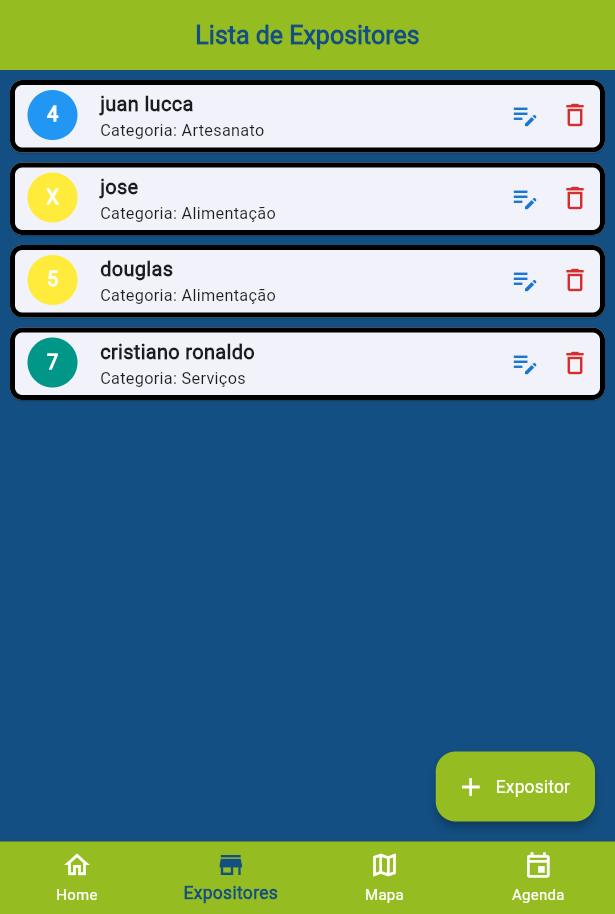 Lista de Expositores
4
juan lucca
Categoria: Artesanato
X
jose
Categoria: Alimentação
5
douglas
Categoria: Alimentação
7
cristiano ronaldo
Categoria: Serviços
+ Expositor
Home
Expositores
Mapa
Agenda